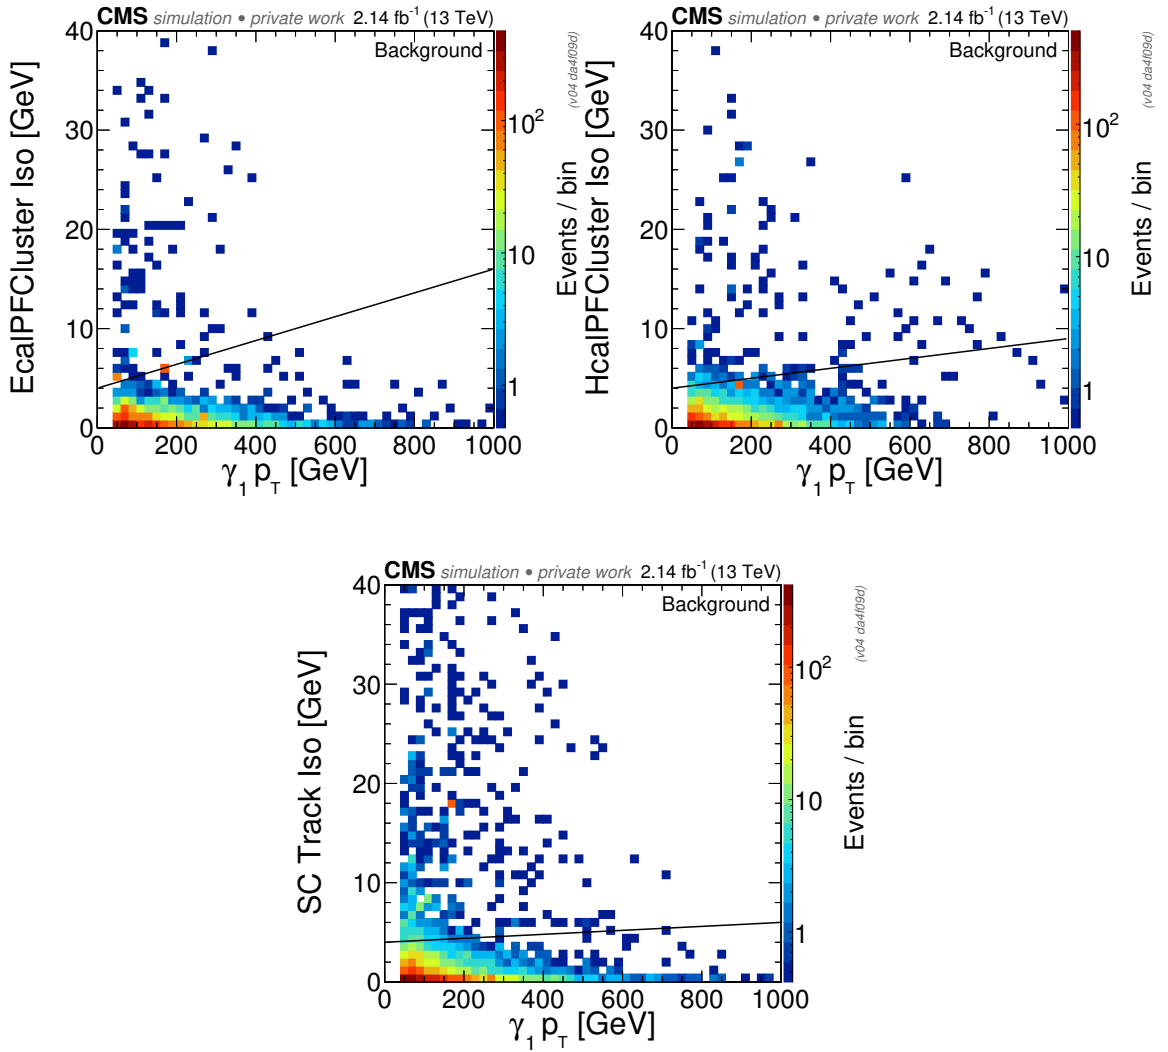 CMS simulation • private work 2.14 fb⁻¹ (13 TeV)
Background
(v04 da4f09d)
EcalPFCluster Iso [GeV]
40
30
20
10
0
0 200 400 600 800 1000
γ₁ p_T [GeV]
10²
10
1
Events / bin
CMS simulation • private work 2.14 fb⁻¹ (13 TeV)
Background
(v04 da4f09d)
HcalPFCluster Iso [GeV]
40
30
20
10
0
0 200 400 600 800 1000
γ₁ p_T [GeV]
10²
10
1
Events / bin
CMS simulation • private work 2.14 fb⁻¹ (13 TeV)
Background
(v04 da4f09d)
SC Track Iso [GeV]
40
30
20
10
0
0 200 400 600 800 1000
γ₁ p_T [GeV]
10²
10
1
Events / bin